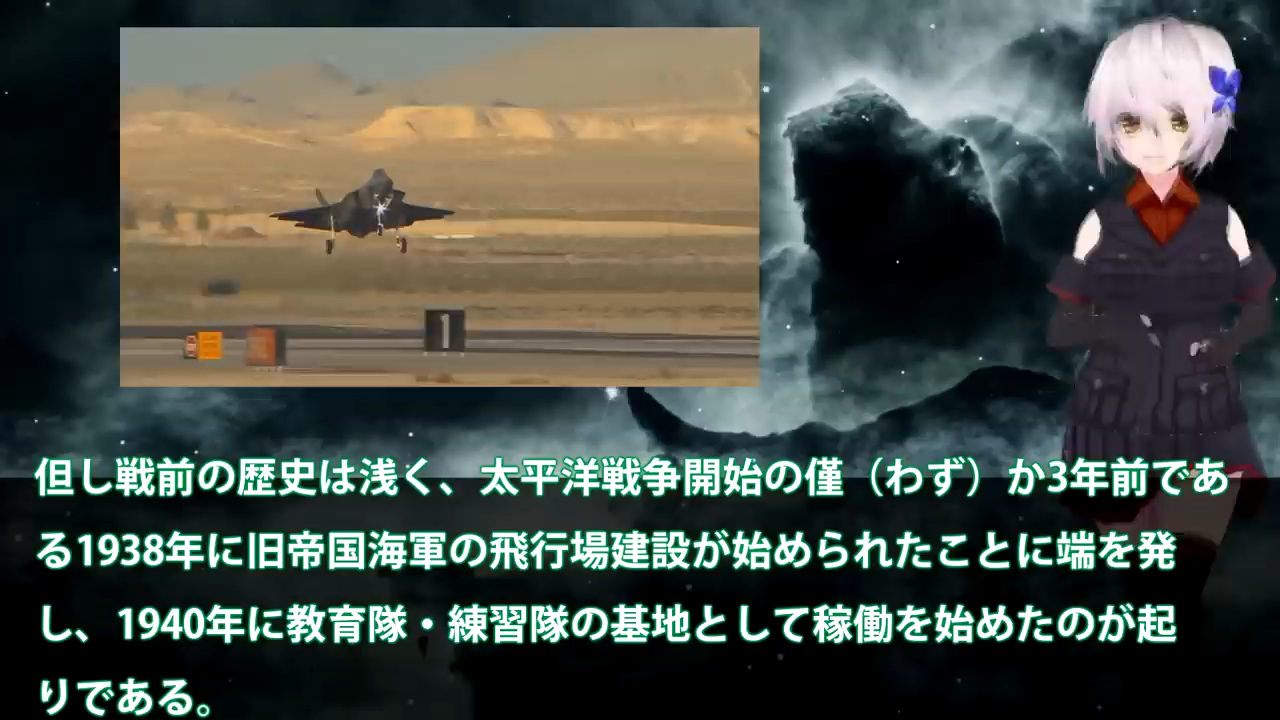 1
但し戦前の歴史は浅く、太平洋戦争開始の僅（わず）か3年前であ
る1938年に旧帝国海軍の飛行場建設が始められたことに端を発
し、1940年に教育隊・練習隊の基地として稼働を始めたのが起
りである。